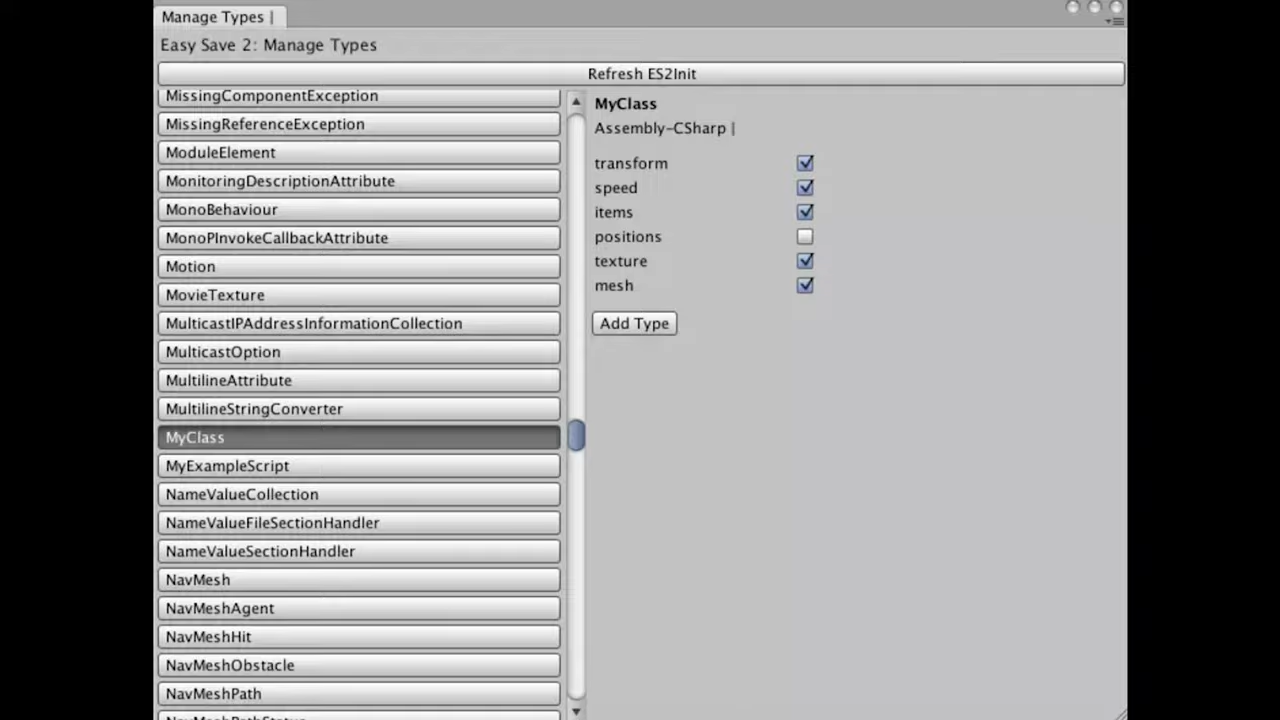 Manage Types |
Easy Save 2: Manage Types
Refresh ES2Init
MissingComponentException
MissingReferenceException
ModuleElement
MonitoringDescriptionAttribute
MonoBehaviour
MonoPInvokeCallbackAttribute
Motion
MovieTexture
MulticastIPAddressInformationCollection
MulticastOption
MultilineAttribute
MultilineStringConverter
MyClass
MyExampleScript
NameValueCollection
NameValueFileSectionHandler
NameValueSectionHandler
NavMesh
NavMeshAgent
NavMeshHit
NavMeshObstacle
NavMeshPath
MyClass
Assembly-CSharp |
transform
speed
items
positions
texture
mesh
Add Type